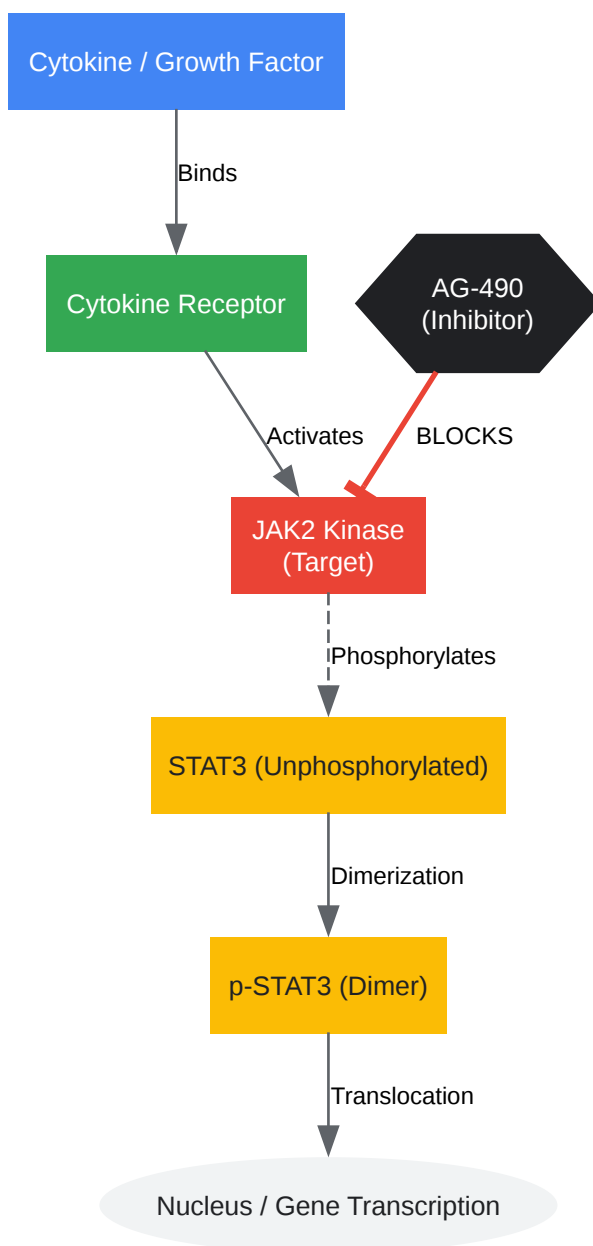 Cytokine / Growth Factor
Binds
Cytokine Receptor
AG-490
(Inhibitor)
Activates
BLOCKS
JAK2 Kinase
(Target)
Phosphorylates
STAT3 (Unphosphorylated)
Dimerization
p-STAT3 (Dimer)
Translocation
Nucleus / Gene Transcription